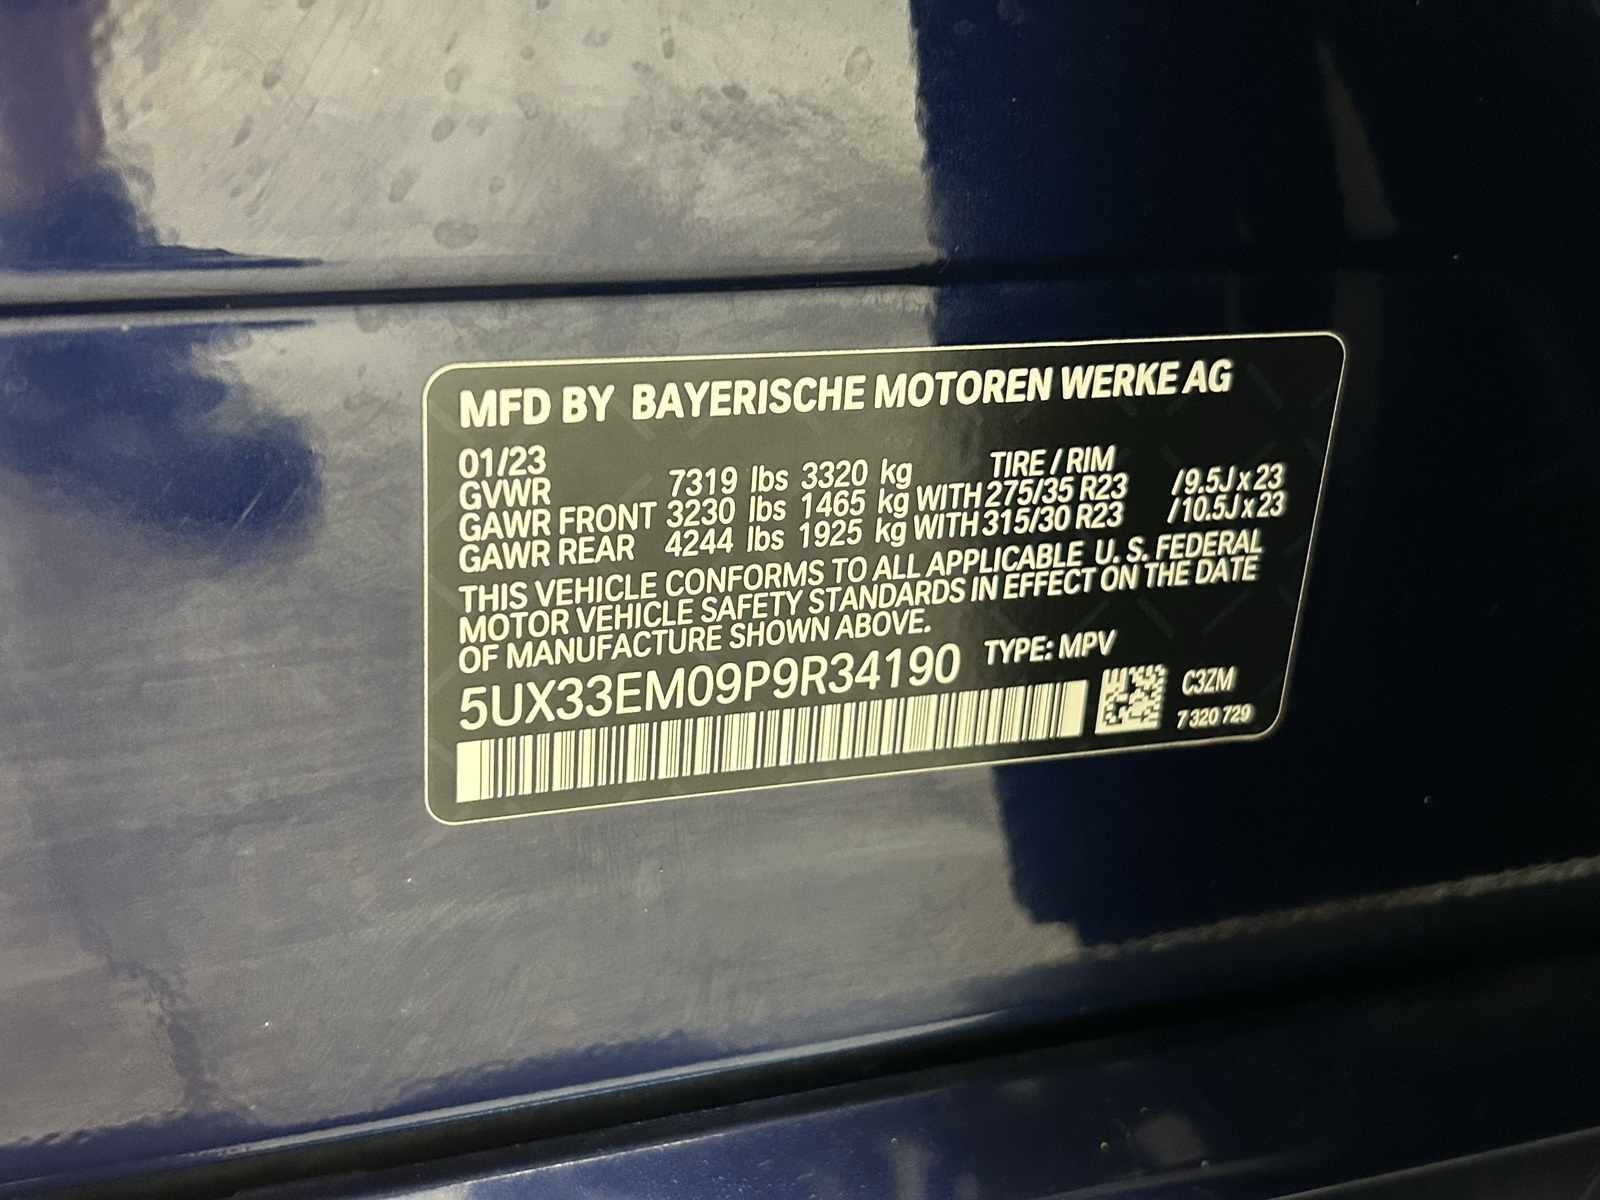 MFD BY BAYERISCHE MOTOREN WERKE AG
01/23 TIRE / RIM
GVWR 7319 lbs 3320 kg
GAWR FRONT 3230 lbs 1465 kg WITH 275/35 R23 /9.5J x 23
GAWR REAR 4244 lbs 1925 kg WITH 315/30 R23 /10.5J x 23
THIS VEHICLE CONFORMS TO ALL APPLICABLE U. S. FEDERAL
MOTOR VEHICLE SAFETY STANDARDS IN EFFECT ON THE DATE
OF MANUFACTURE SHOWN ABOVE.
5UX33EM09P9R34190 TYPE: MPV
C3ZM
7 320 729